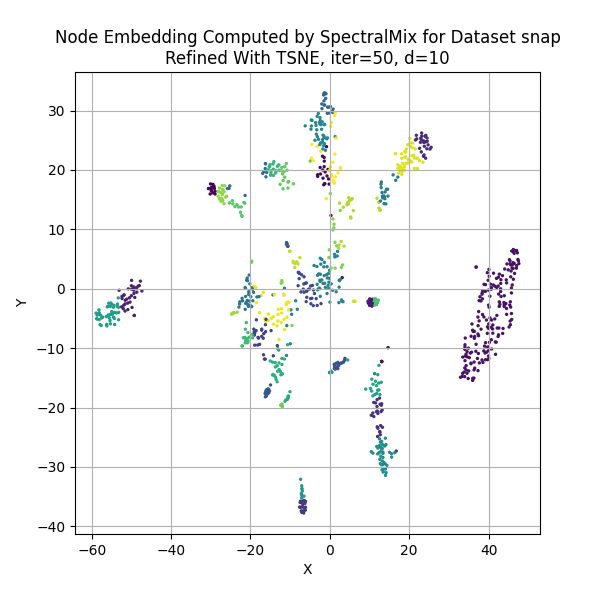 Node Embedding Computed by SpectralMix for Dataset snap
Refined With TSNE, iter=50, d=10
30
20
10
0
−10
−20
−30
−40
Y
−60 −40 −20 0 20 40
X